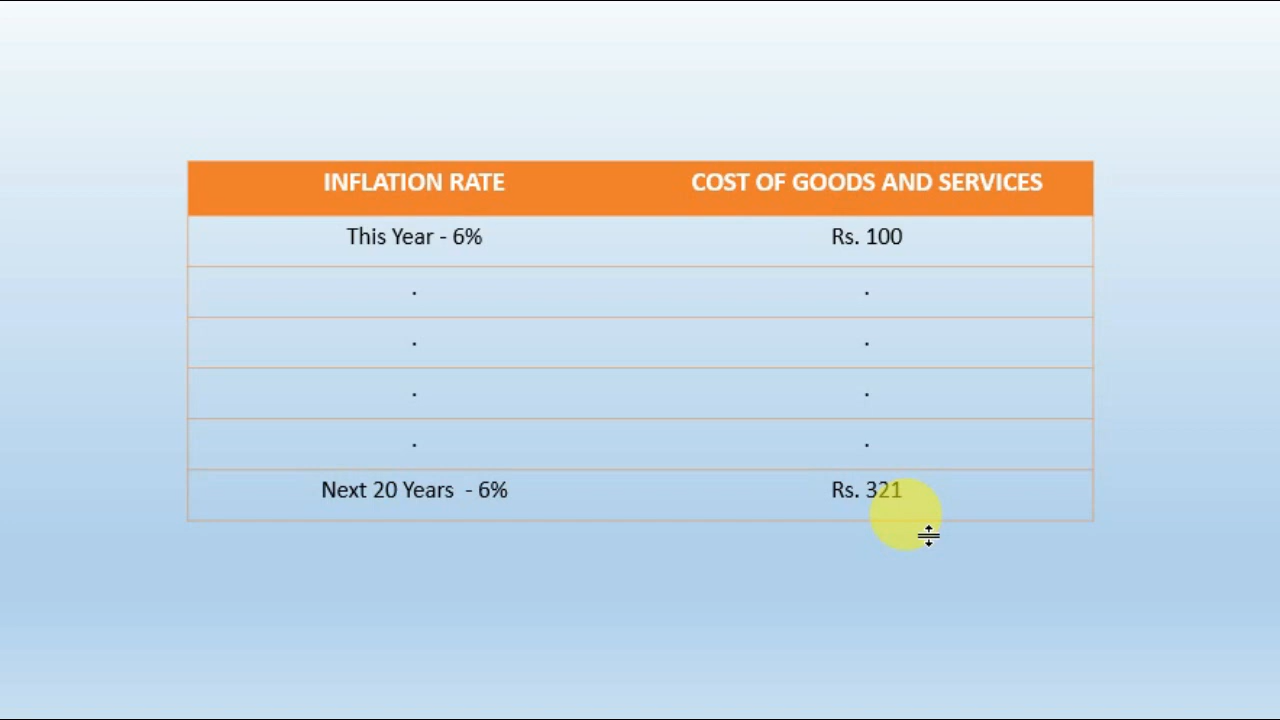 INFLATION RATE COST OF GOODS AND SERVICES
This Year - 6% Rs. 100
. .
. .
. .
. .
Next 20 Years - 6% Rs. 321